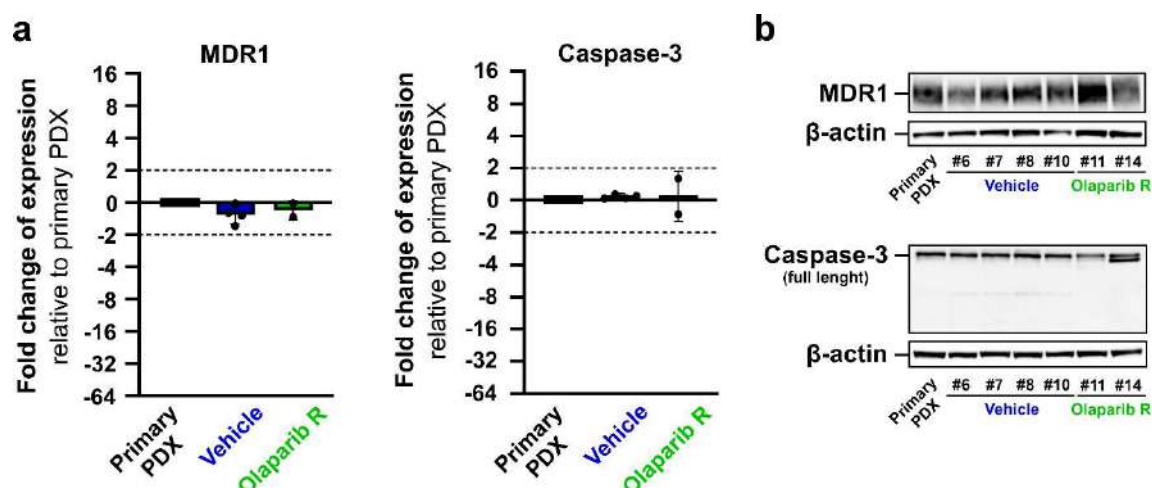 a
MDR1
Fold change of expression
relative to primary PDX
16
8
4
2
0
-2
-4
-8
-16
-32
-64
Primary
PDX
Vehicle
Olaparib R
Caspase-3
Fold change of expression
relative to primary PDX
16
8
4
2
0
-2
-4
-8
-16
-32
-64
Primary
PDX
Vehicle
Olaparib R
b
MDR1
β-actin
#6 #7 #8 #10 #11 #14
Primary
PDX
Vehicle
Olaparib R
Caspase-3
(full lenght)
β-actin
#6 #7 #8 #10 #11 #14
Primary
PDX
Vehicle
Olaparib R